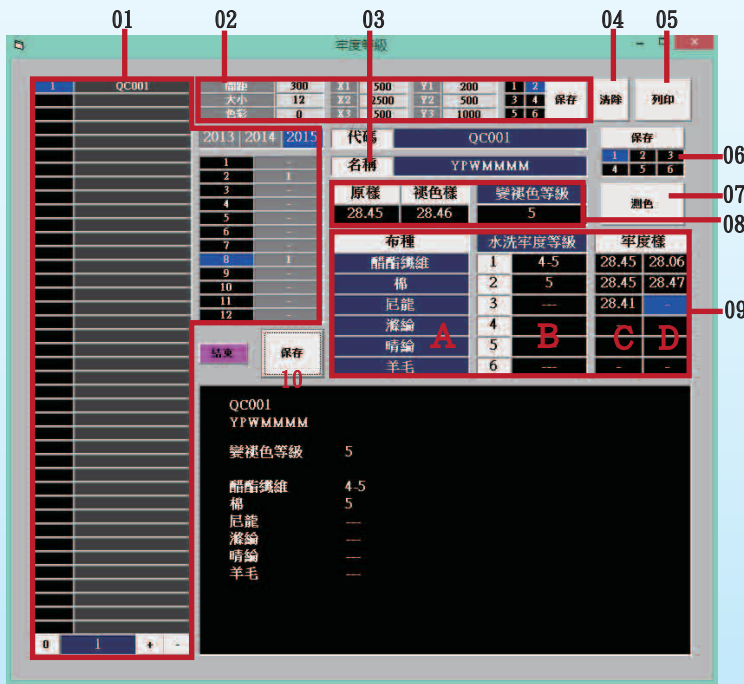 01 02 03 04 05
牢度等級
1 QC001
間距 300 X1 500 Y1 200 1 2
大小 12 X2 2500 Y2 500 3 4 保存
色彩 0 X3 500 Y3 1000 5 6
清除 列印
2013 2014 2015
代碼 QC001
名稱 YPWMMMM
保存
1 2 3 06
4 5 6
測色 07
原樣 褪色樣 變褪色等級 08
28.45 28.46 5
1 -
2 1
3 -
4 -
5 -
6 -
7 -
8 1
9 -
10 -
11 -
12 -
布種 水洗牢度等級 牢度樣
醋酯纖維 1 4-5 28.45 28.06
棉 2 5 28.45 28.47
尼龍 3 --- 28.41 - 09
滌綸 4
晴綸 5
羊毛 6 --- - -
A B C D
結束 保存
10
QC001
YPWMMMM
變褪色等級 5
醋酯纖維 4-5
棉 5
尼龍 ---
滌綸 ---
晴綸 ---
羊毛 ---
0 1 + -